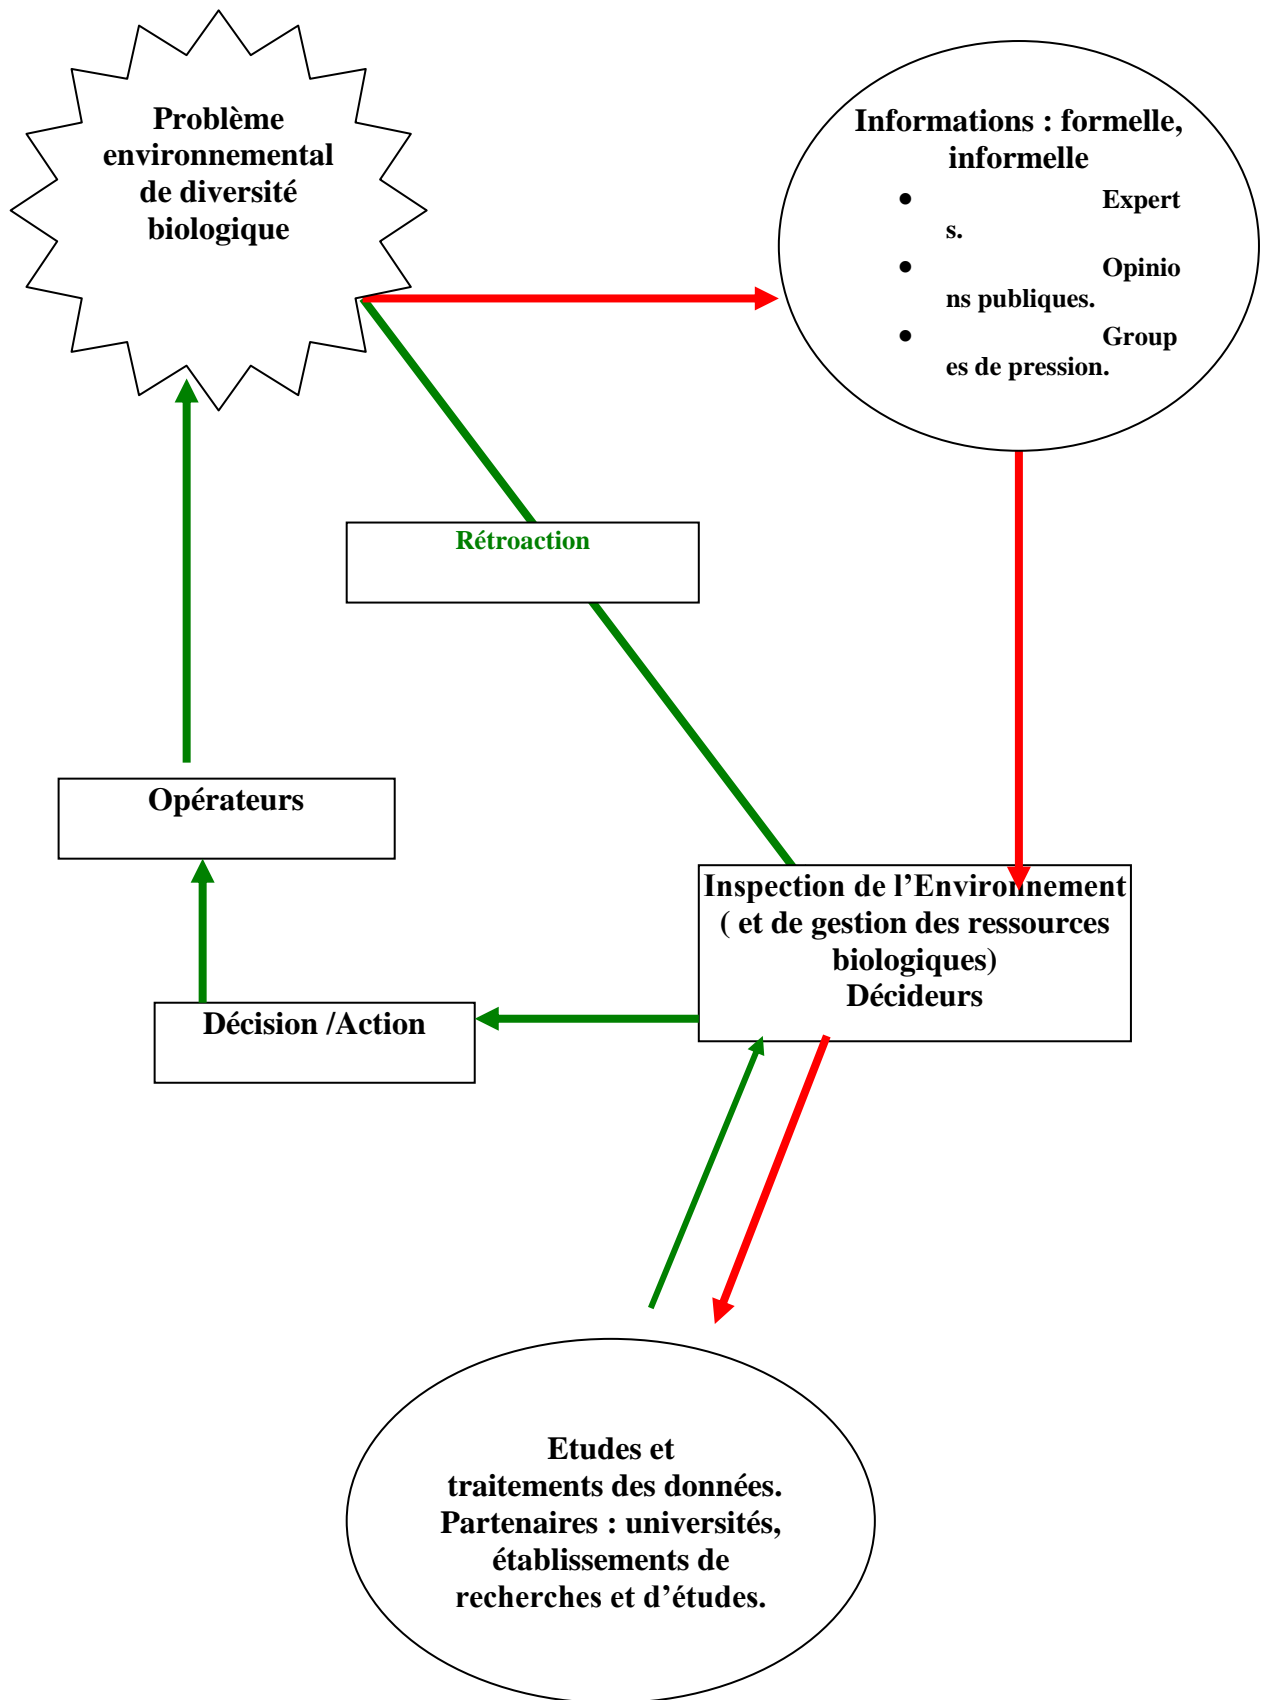 Problème
environnemental
de diversité
biologique
Informations : formelle,
informelle
• Expert
s.
• Opinio
ns publiques.
• Group
es de pression.
Rétroaction
Opérateurs
Inspection de l’Environnement
( et de gestion des ressources
biologiques)
Décideurs
Décision /Action
Etudes et
traitements des données.
Partenaires : universités,
établissements de
recherches et d’études.